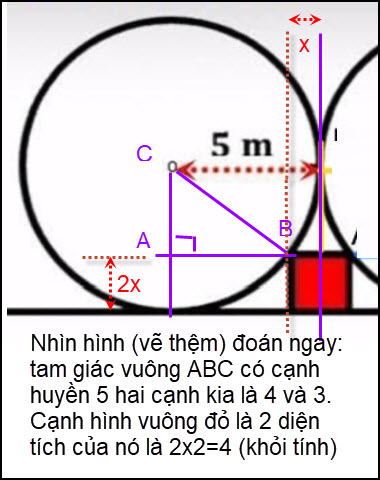 x
5 m
C
A
B
2x
Nhìn hình (vẽ thêm) đoán ngay:
tam giác vuông ABC có cạnh
huyền 5 hai cạnh kia là 4 và 3.
Cạnh hình vuông đỏ là 2 diện
tích của nó là 2x2=4 (khỏi tính)